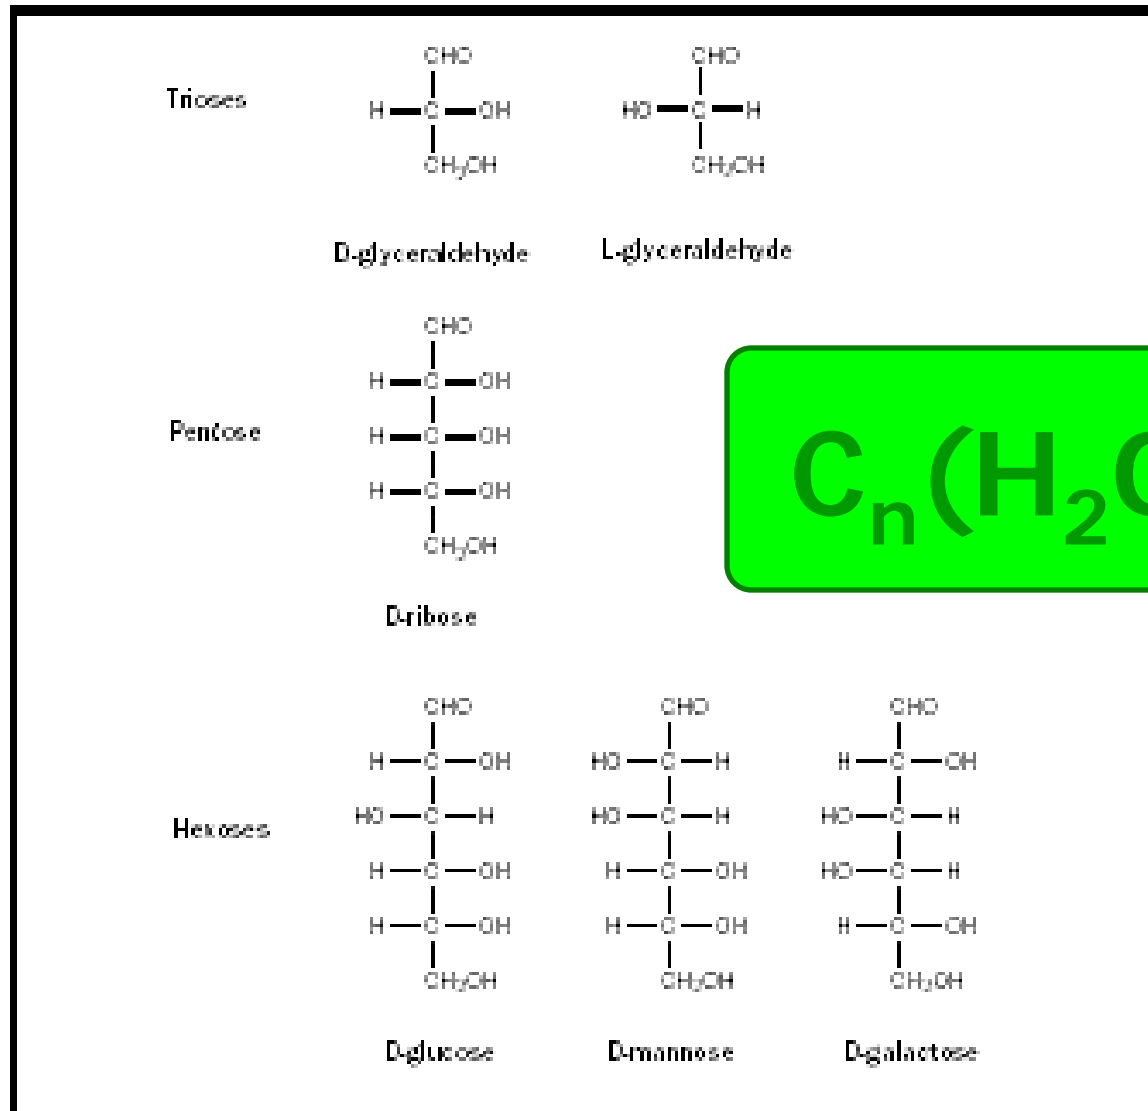 Trioses
CHO
H—C—OH
CH₂OH
D-glyceraldehyde
CHO
HO—C—H
CH₂OH
L-glyceraldehyde
Pentose
CHO
H—C—OH
H—C—OH
H—C—OH
CH₂OH
D-ribose
Cₙ(H₂
Hexoses
CHO
H—C—OH
HO—C—H
H—C—OH
H—C—OH
CH₂OH
D-glucose
CHO
HO—C—H
HO—C—H
H—C—OH
H—C—OH
CH₂OH
D-mannose
CHO
H—C—OH
HO—C—H
HO—C—H
H—C—OH
CH₂OH
D-galactose